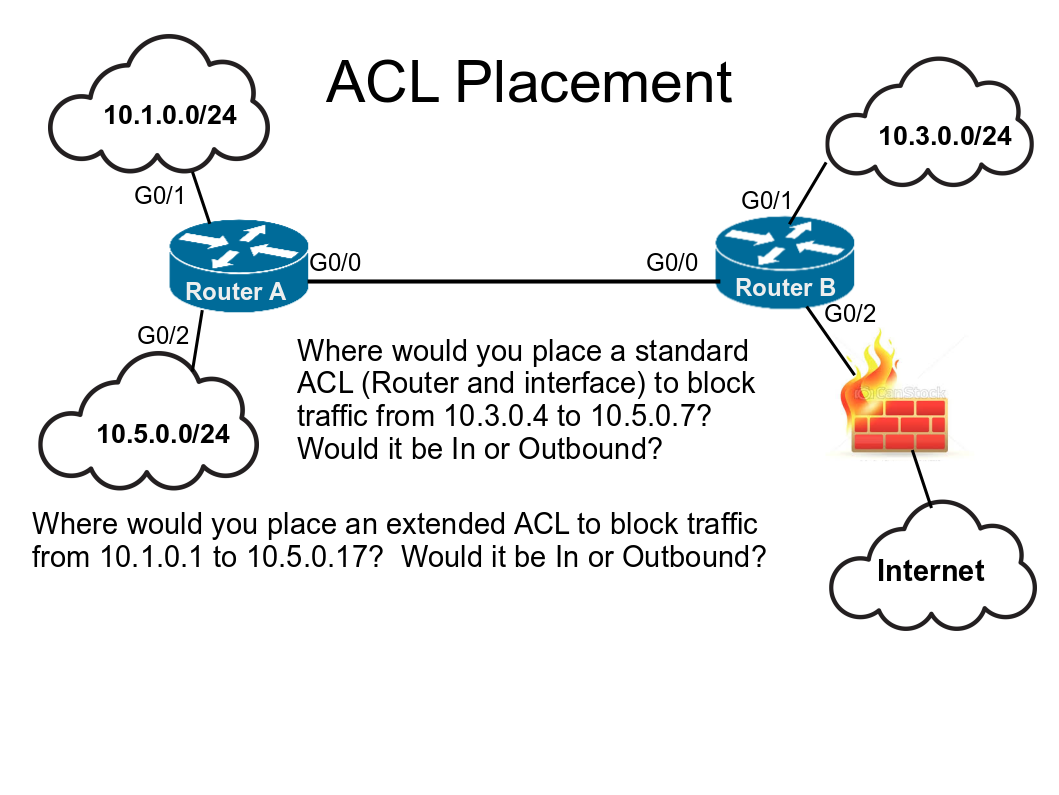 ACL Placement
10.1.0.0/24
10.3.0.0/24
G0/1
G0/1
G0/0
G0/0
Router A
Router B
G0/2
G0/2
Where would you place a standard
ACL (Router and interface) to block
traffic from 10.3.0.4 to 10.5.0.7?
Would it be In or Outbound?
CanStock
10.5.0.0/24
Where would you place an extended ACL to block traffic
from 10.1.0.1 to 10.5.0.17?  Would it be In or Outbound?
Internet